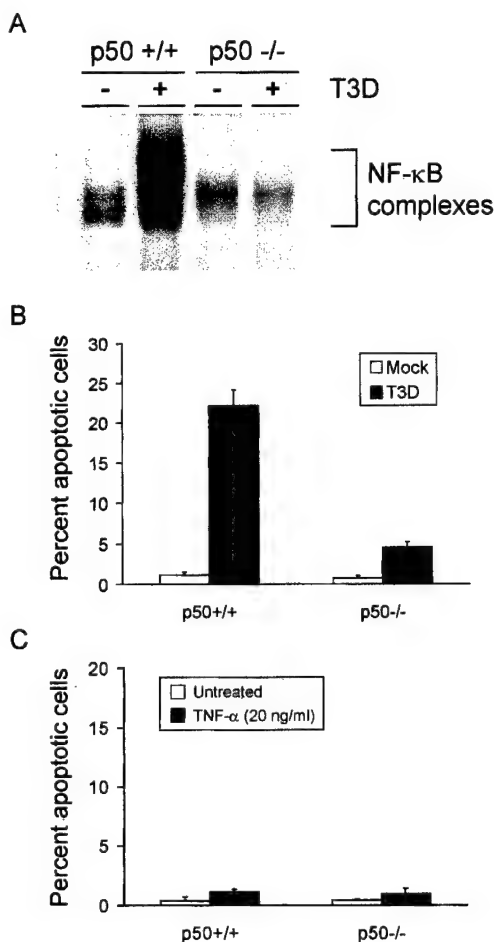 A
p50 +/+ p50 -/-
- + - + T3D
NF-κB
complexes
B
Percent apoptotic cells
30
25
20
15
10
5
0
Mock
T3D
p50+/+ p50-/-
C
Percent apoptotic cells
20
15
10
5
0
Untreated
TNF-α (20 ng/ml)
p50+/+ p50-/-